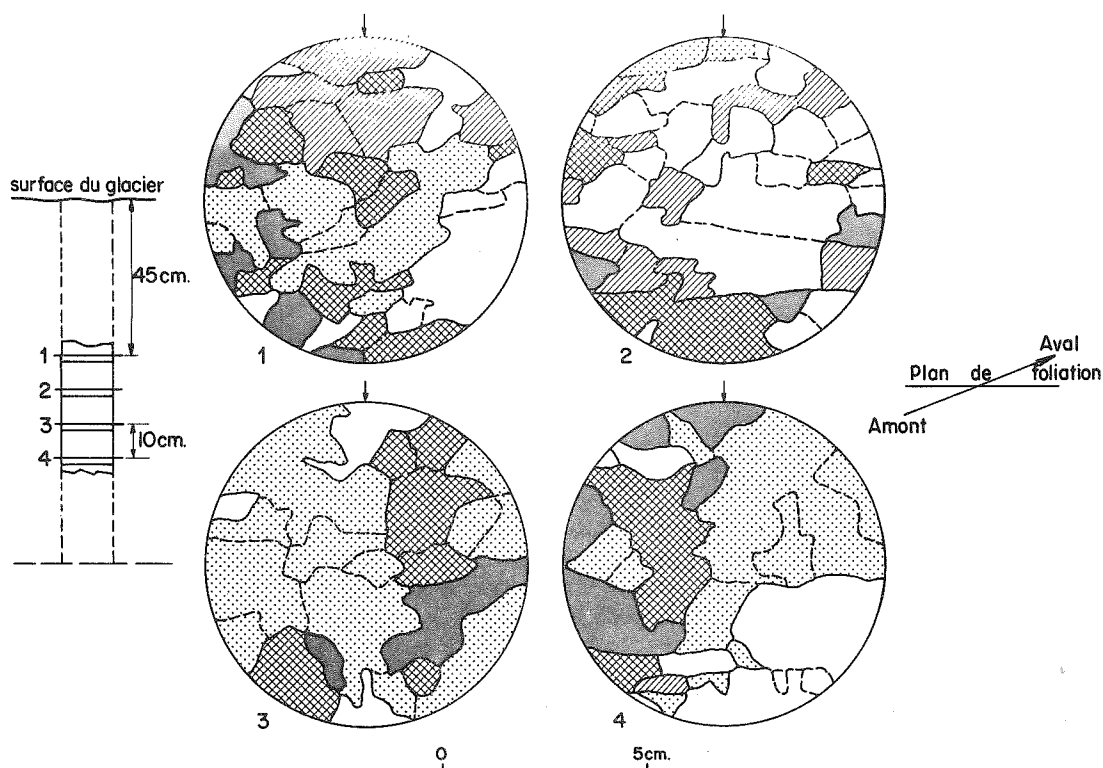 surface du glacier
45cm.
1
2
3
4
10cm.
1
2
3
4
Aval
Plan de foliation
Amont
0 5cm.